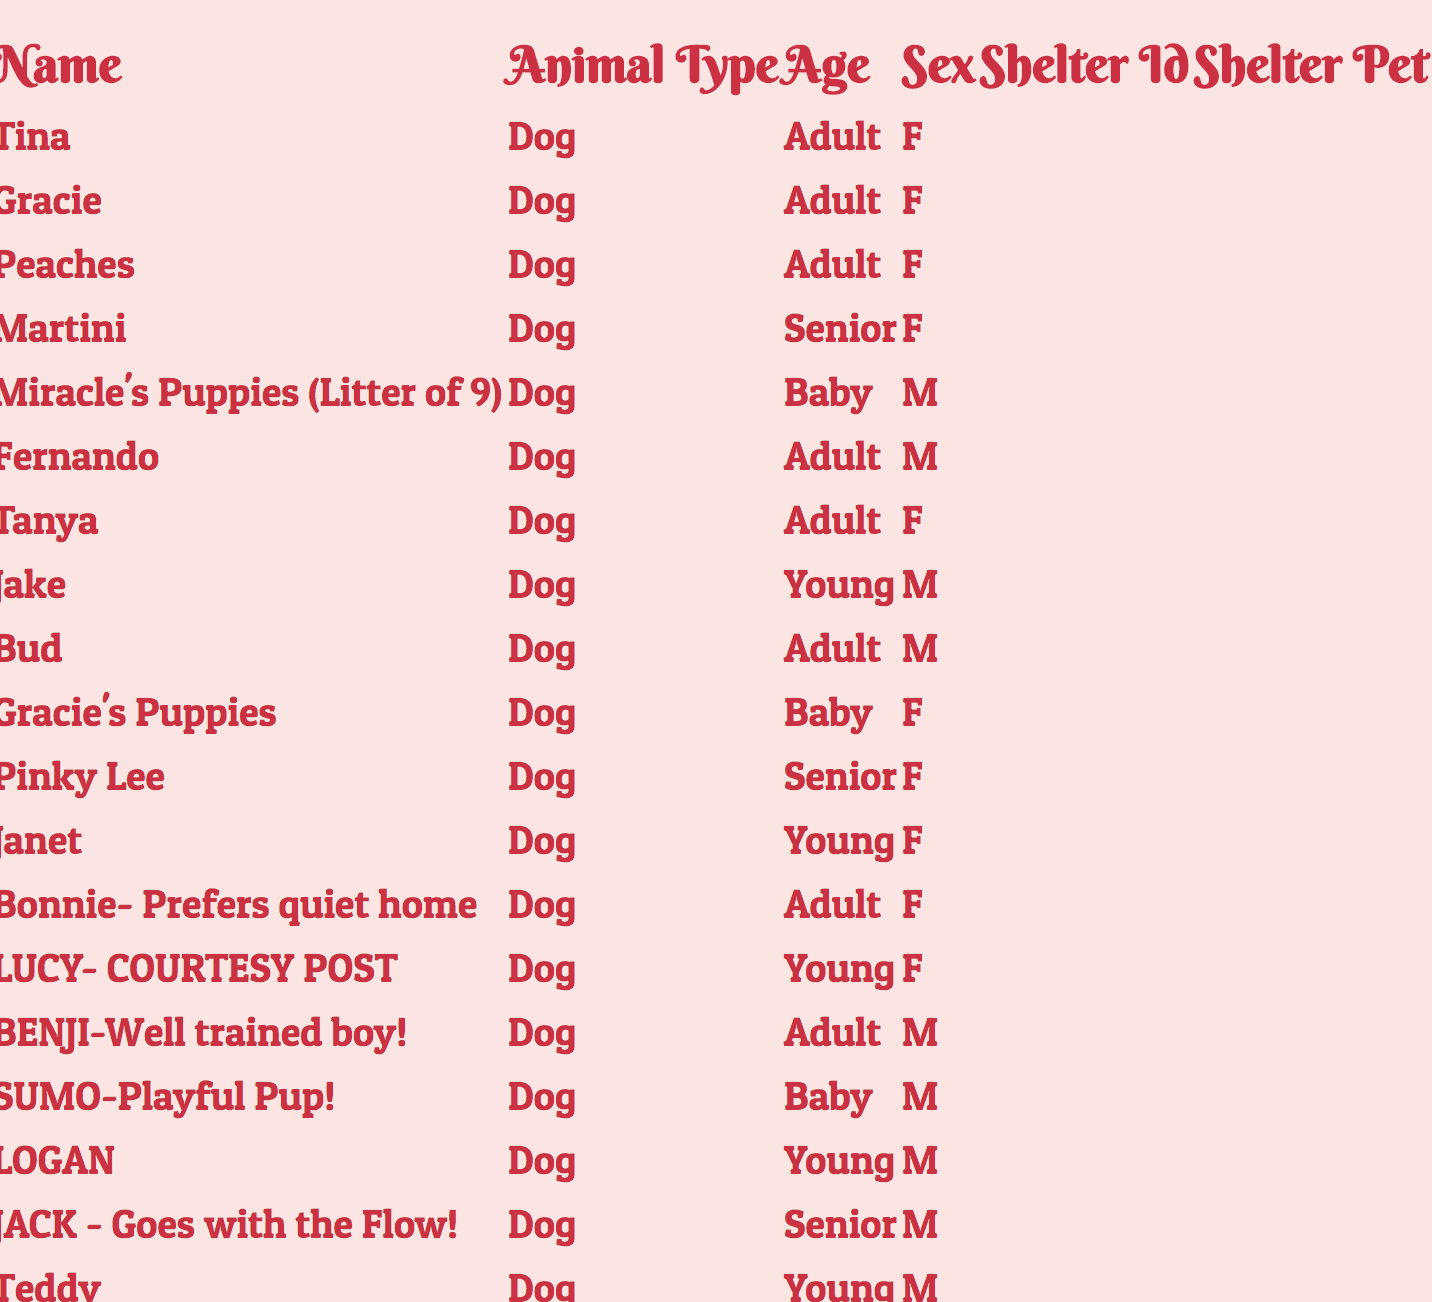 Name Animal Type Age Sex Shelter Id Shelter Pet
Tina Dog Adult F
Gracie Dog Adult F
Peaches Dog Adult F
Martini Dog Senior F
Miracle's Puppies (Litter of 9) Dog Baby M
Fernando Dog Adult M
Tanya Dog Adult F
Jake Dog Young M
Bud Dog Adult M
Gracie's Puppies Dog Baby F
Pinky Lee Dog Senior F
Janet Dog Young F
Bonnie- Prefers quiet home Dog Adult F
LUCY- COURTESY POST Dog Young F
BENJI-Well trained boy! Dog Adult M
SUMO-Playful Pup! Dog Baby M
LOGAN Dog Young M
JACK - Goes with the Flow! Dog Senior M
Teddy Dog Young M